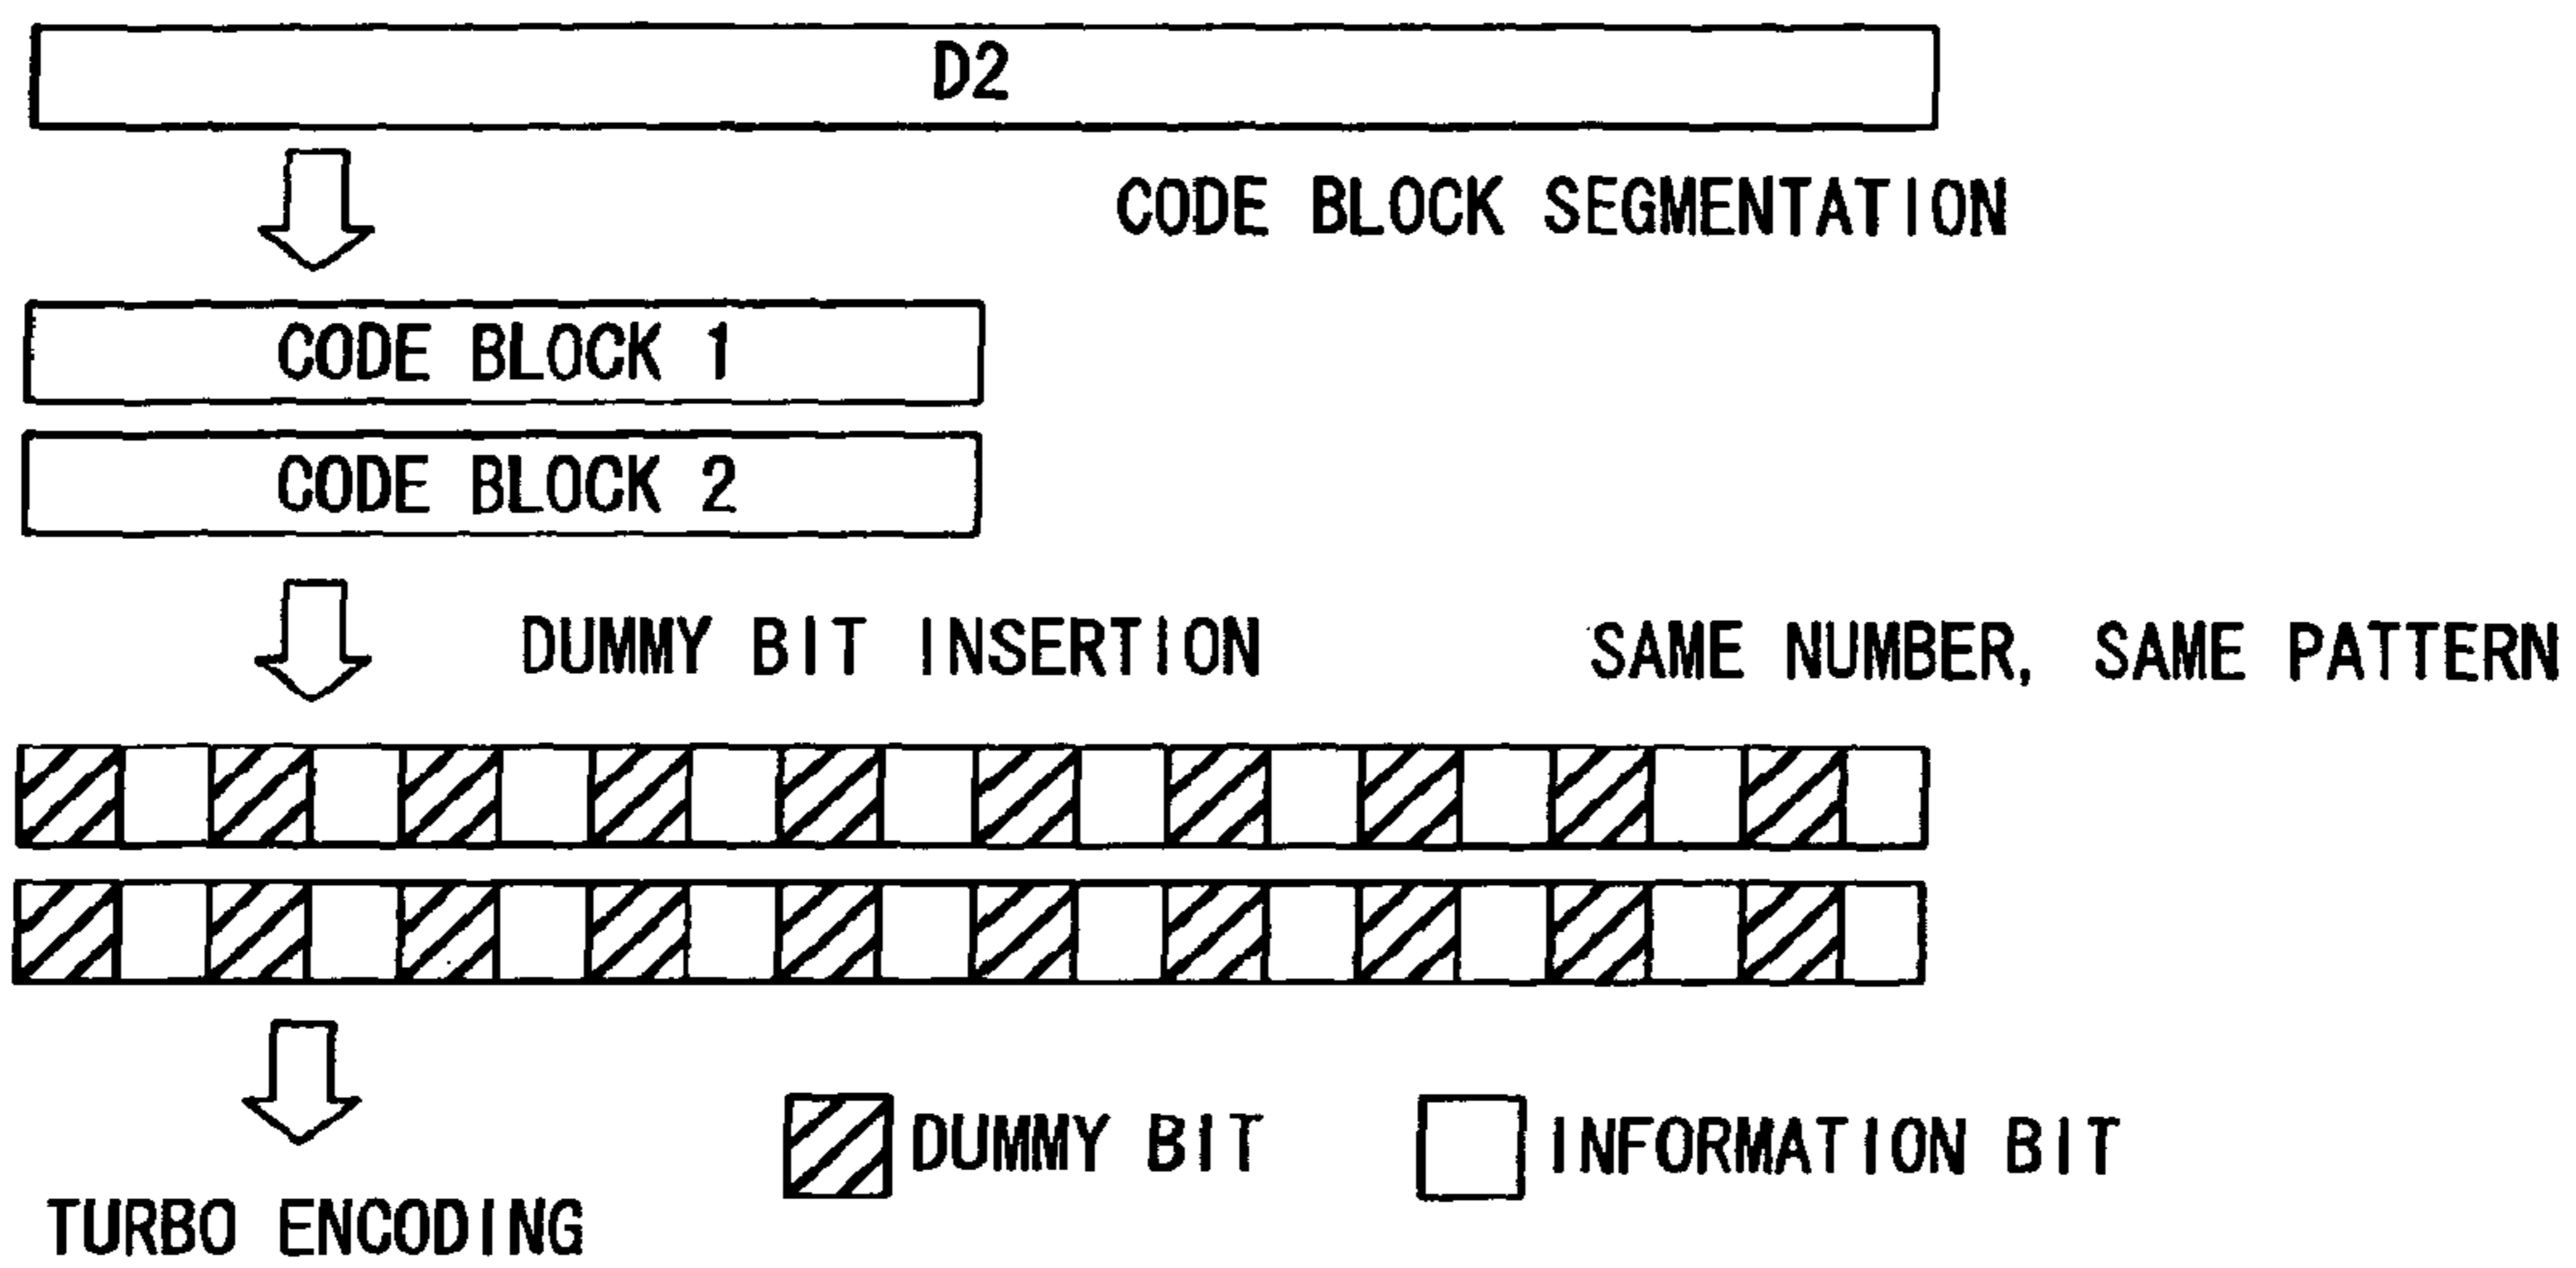 D2
CODE BLOCK SEGMENTATION
CODE BLOCK 1
CODE BLOCK 2
DUMMY BIT INSERTION
SAME NUMBER, SAME PATTERN
DUMMY BIT
INFORMATION BIT
TURBO ENCODING